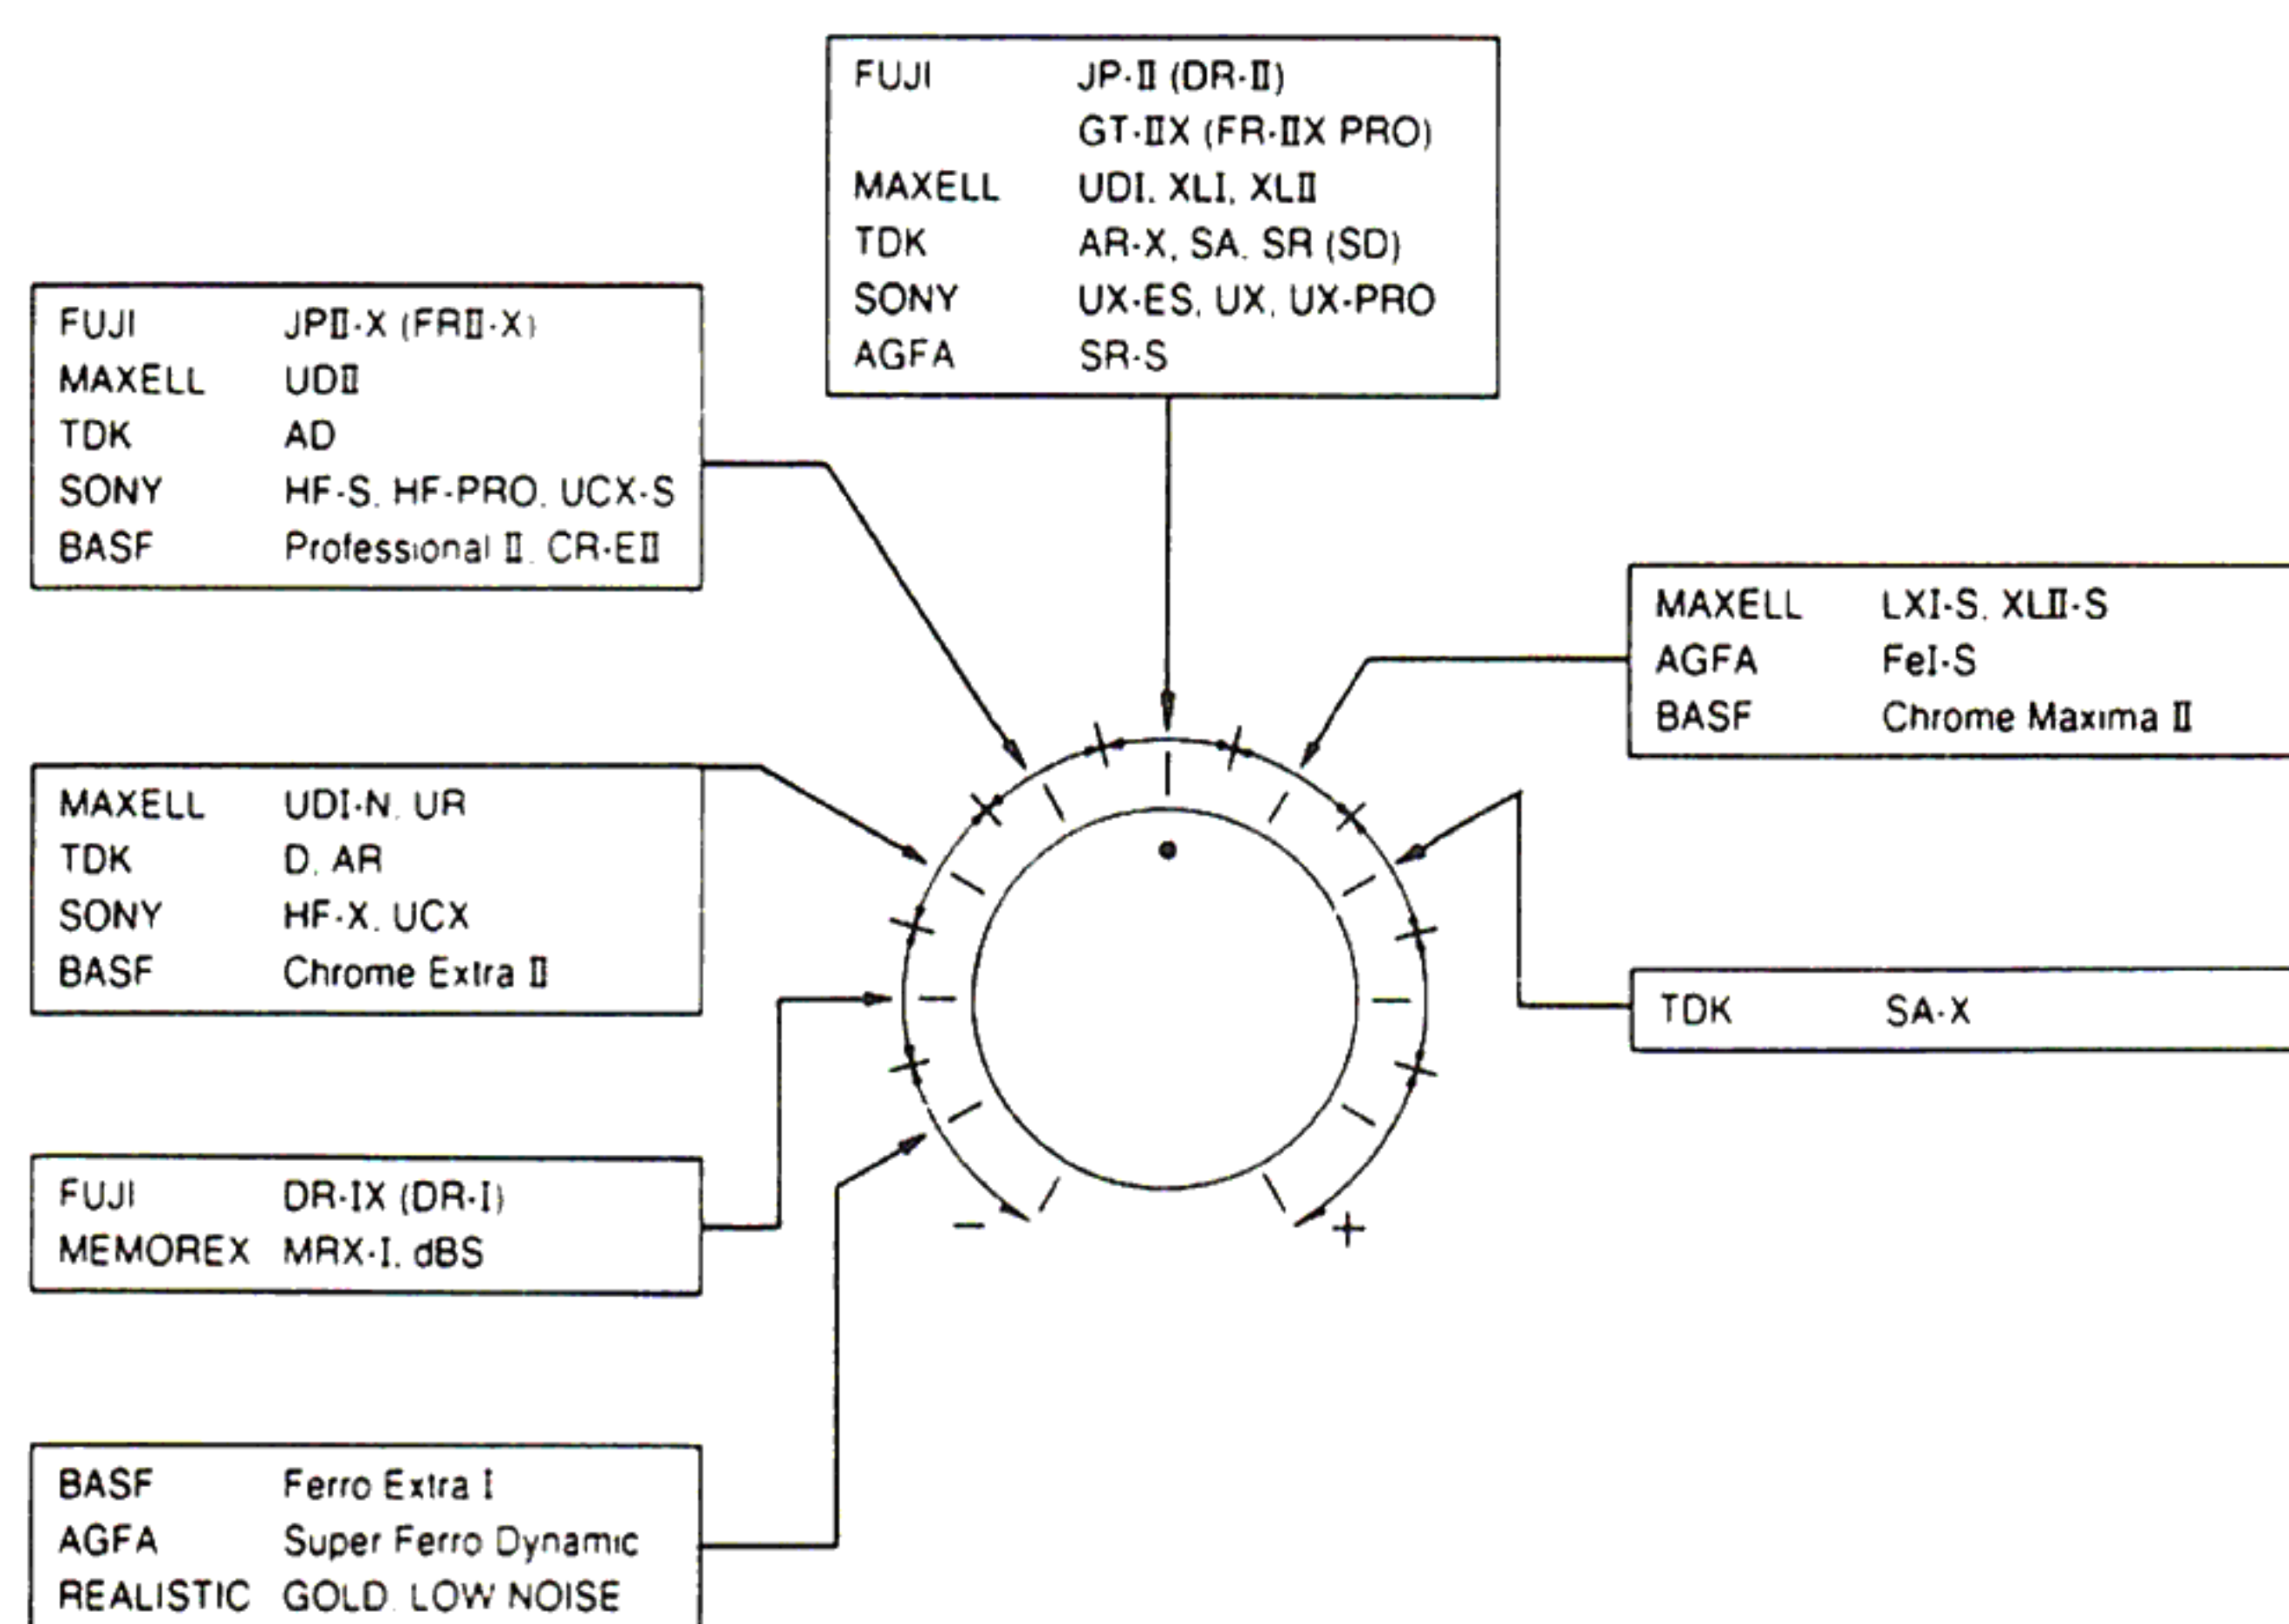 FUJI JP-II (DR-II)
GT-IIX (FR-IIX PRO)
MAXELL UDI, XLI, XLII
TDK AR-X, SA, SR (SD)
SONY UX-ES, UX, UX-PRO
AGFA SR-S
FUJI JPII-X (FRII-X)
MAXELL UDII
TDK AD
SONY HF-S, HF-PRO, UCX-S
BASF Professional II, CR-EII
MAXELL LXI-S, XLII-S
AGFA FeI-S
BASF Chrome Maxima II
MAXELL UDI-N, UR
TDK D, AR
SONY HF-X, UCX
BASF Chrome Extra II
TDK SA-X
FUJI DR-IX (DR-I)
MEMOREX MRX-I, dBS
− +
BASF Ferro Extra I
AGFA Super Ferro Dynamic
REALISTIC GOLD, LOW NOISE